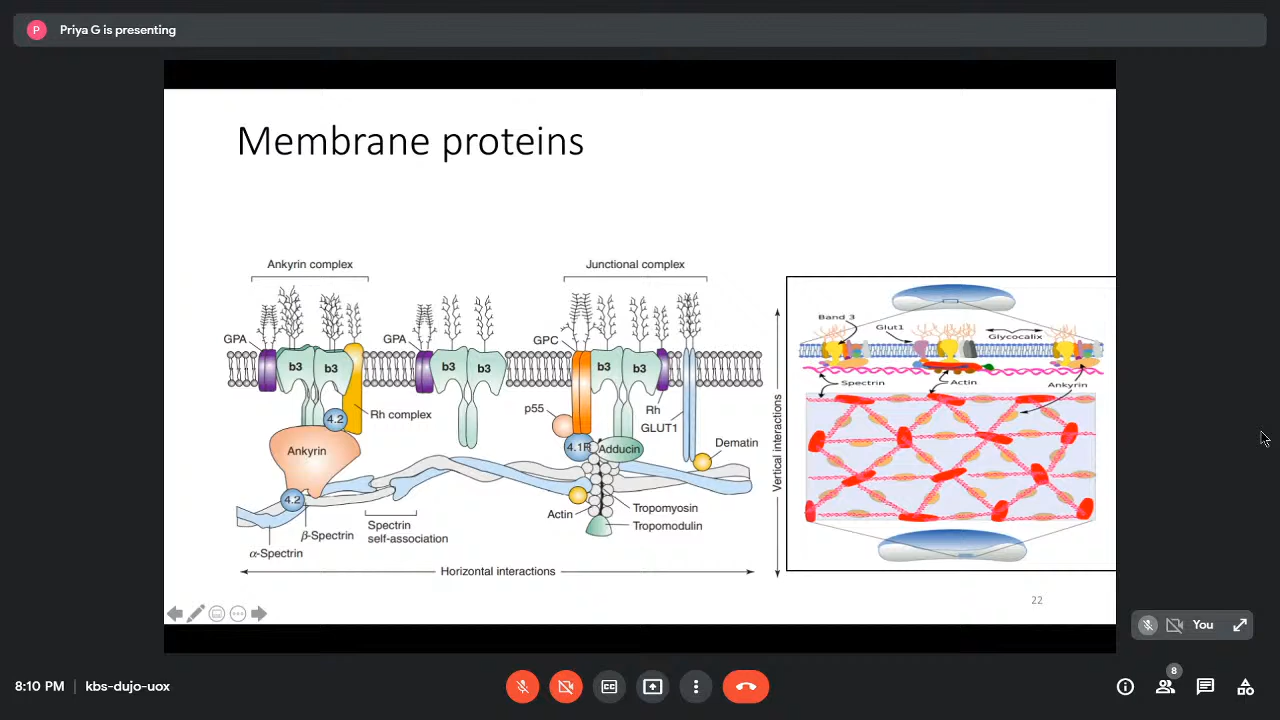 P
Priya G is presenting
Membrane proteins
Ankyrin complex
Junctional complex
GPA
GPA
GPC
b3
b3
b3
b3
b3
b3
4.2
Rh complex
p55
Rh
GLUT1
Ankyrin
4.1R
Adducin
Dematin
4.2
Actin
Tropomyosin
Tropomodulin
β-Spectrin
α-Spectrin
Spectrin
self-association
Horizontal interactions
Vertical interactions
Band 3
Glut1
Glycocalix
Spectrin
Actin
Ankyrin
22
You
8:10 PM
kbs-dujo-uox
CC
8